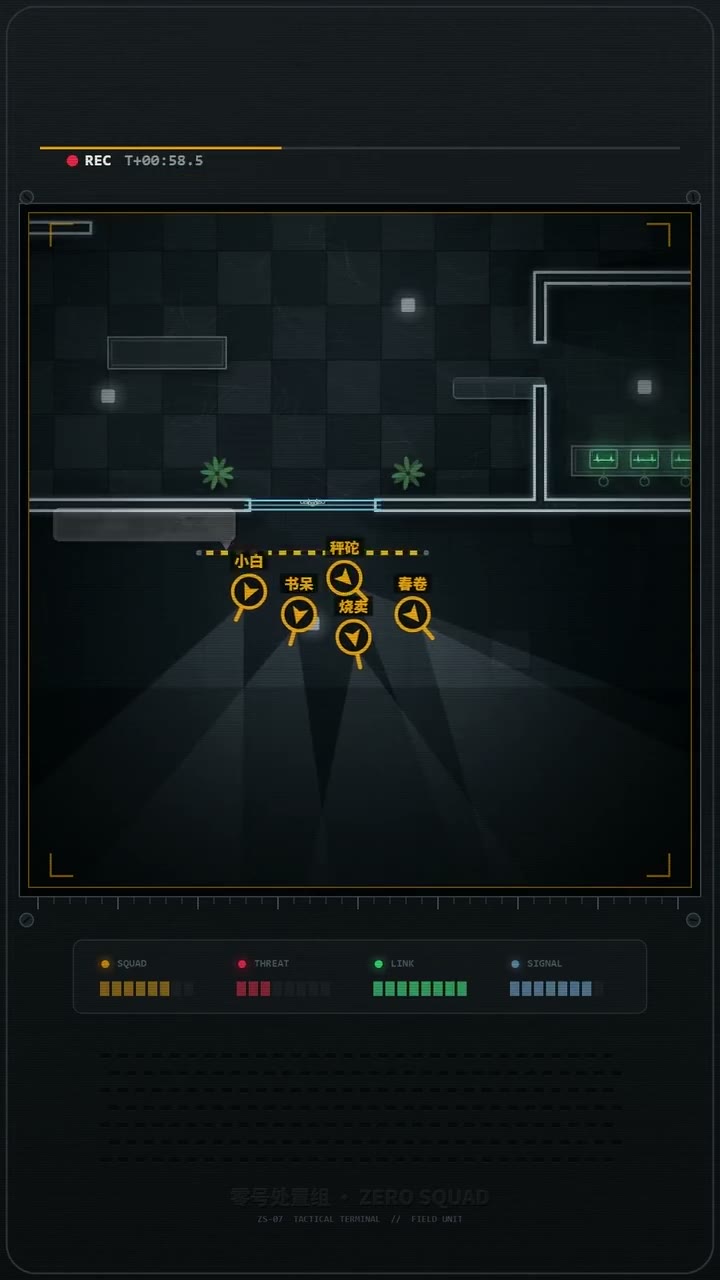 REC T+00:58.5
秤砣
小白
书呆
春卷
烧卖
SQUAD
THREAT
LINK
SIGNAL
零号处置组 · ZERO SQUAD
ZS-07 TACTICAL TERMINAL // FIELD UNIT